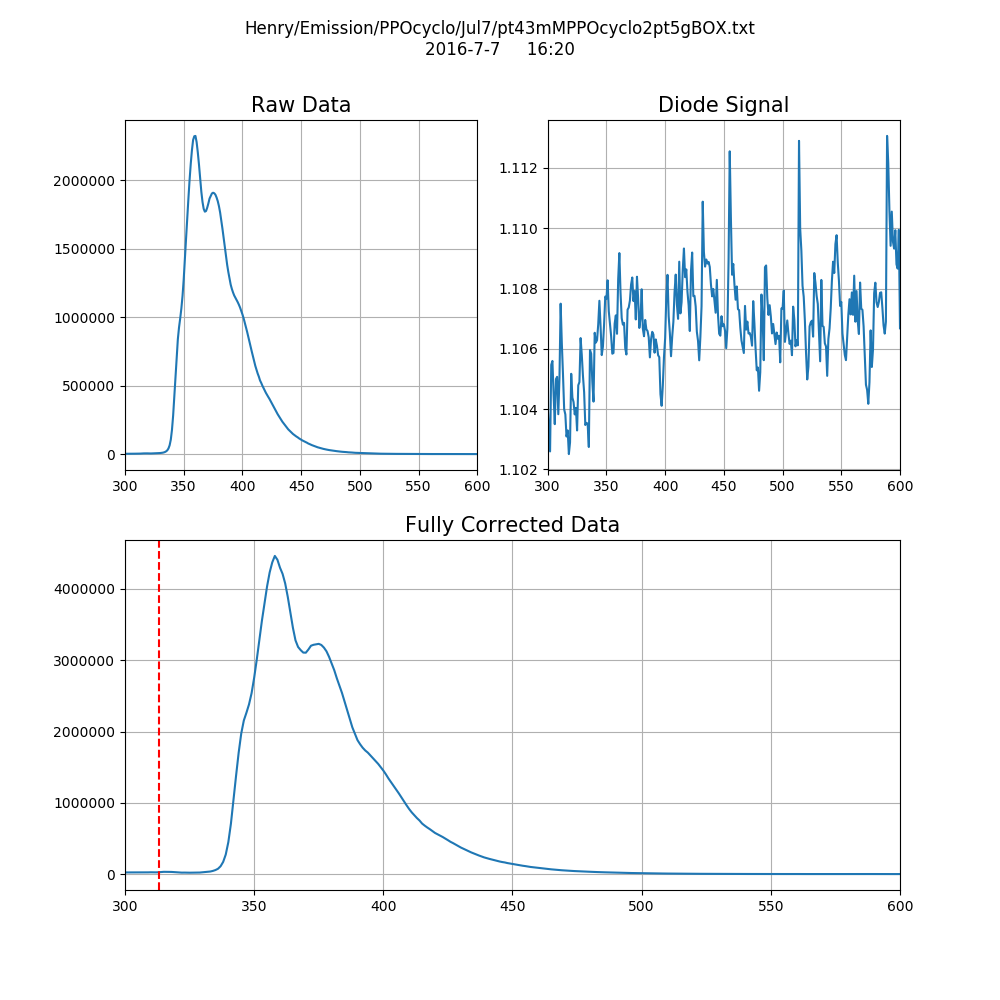 Henry/Emission/PPOcyclo/Jul7/pt43mMPPOcyclo2pt5gBOX.txt
2016-7-7 16:20
Raw Data
2000000
1500000
1000000
500000
0
300 350 400 450 500 550 600
Diode Signal
1.112
1.110
1.108
1.106
1.104
1.102
300 350 400 450 500 550 600
Fully Corrected Data
4000000
3000000
2000000
1000000
0
300 350 400 450 500 550 600